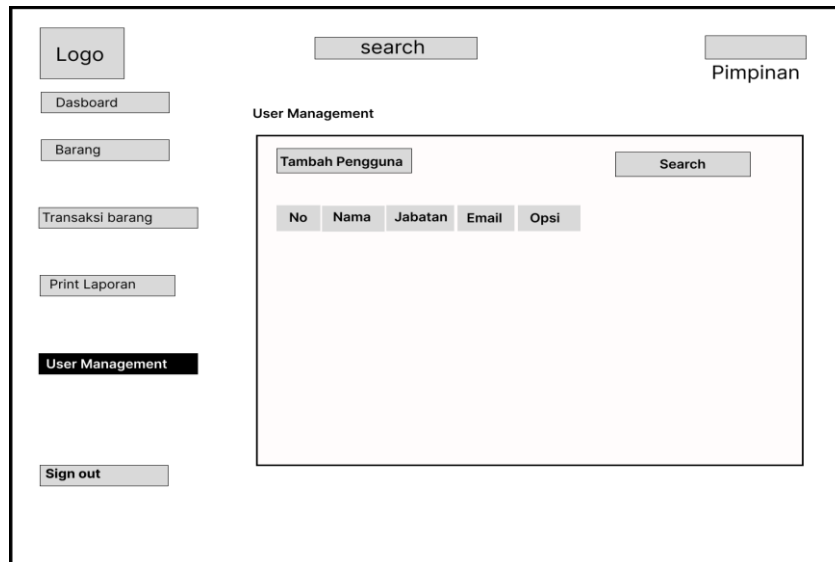 Logo
search
Pimpinan
Dasboard
Barang
Transaksi barang
Print Laporan
User Management
Sign out
User Management
Tambah Pengguna
Search
No Nama Jabatan Email Opsi